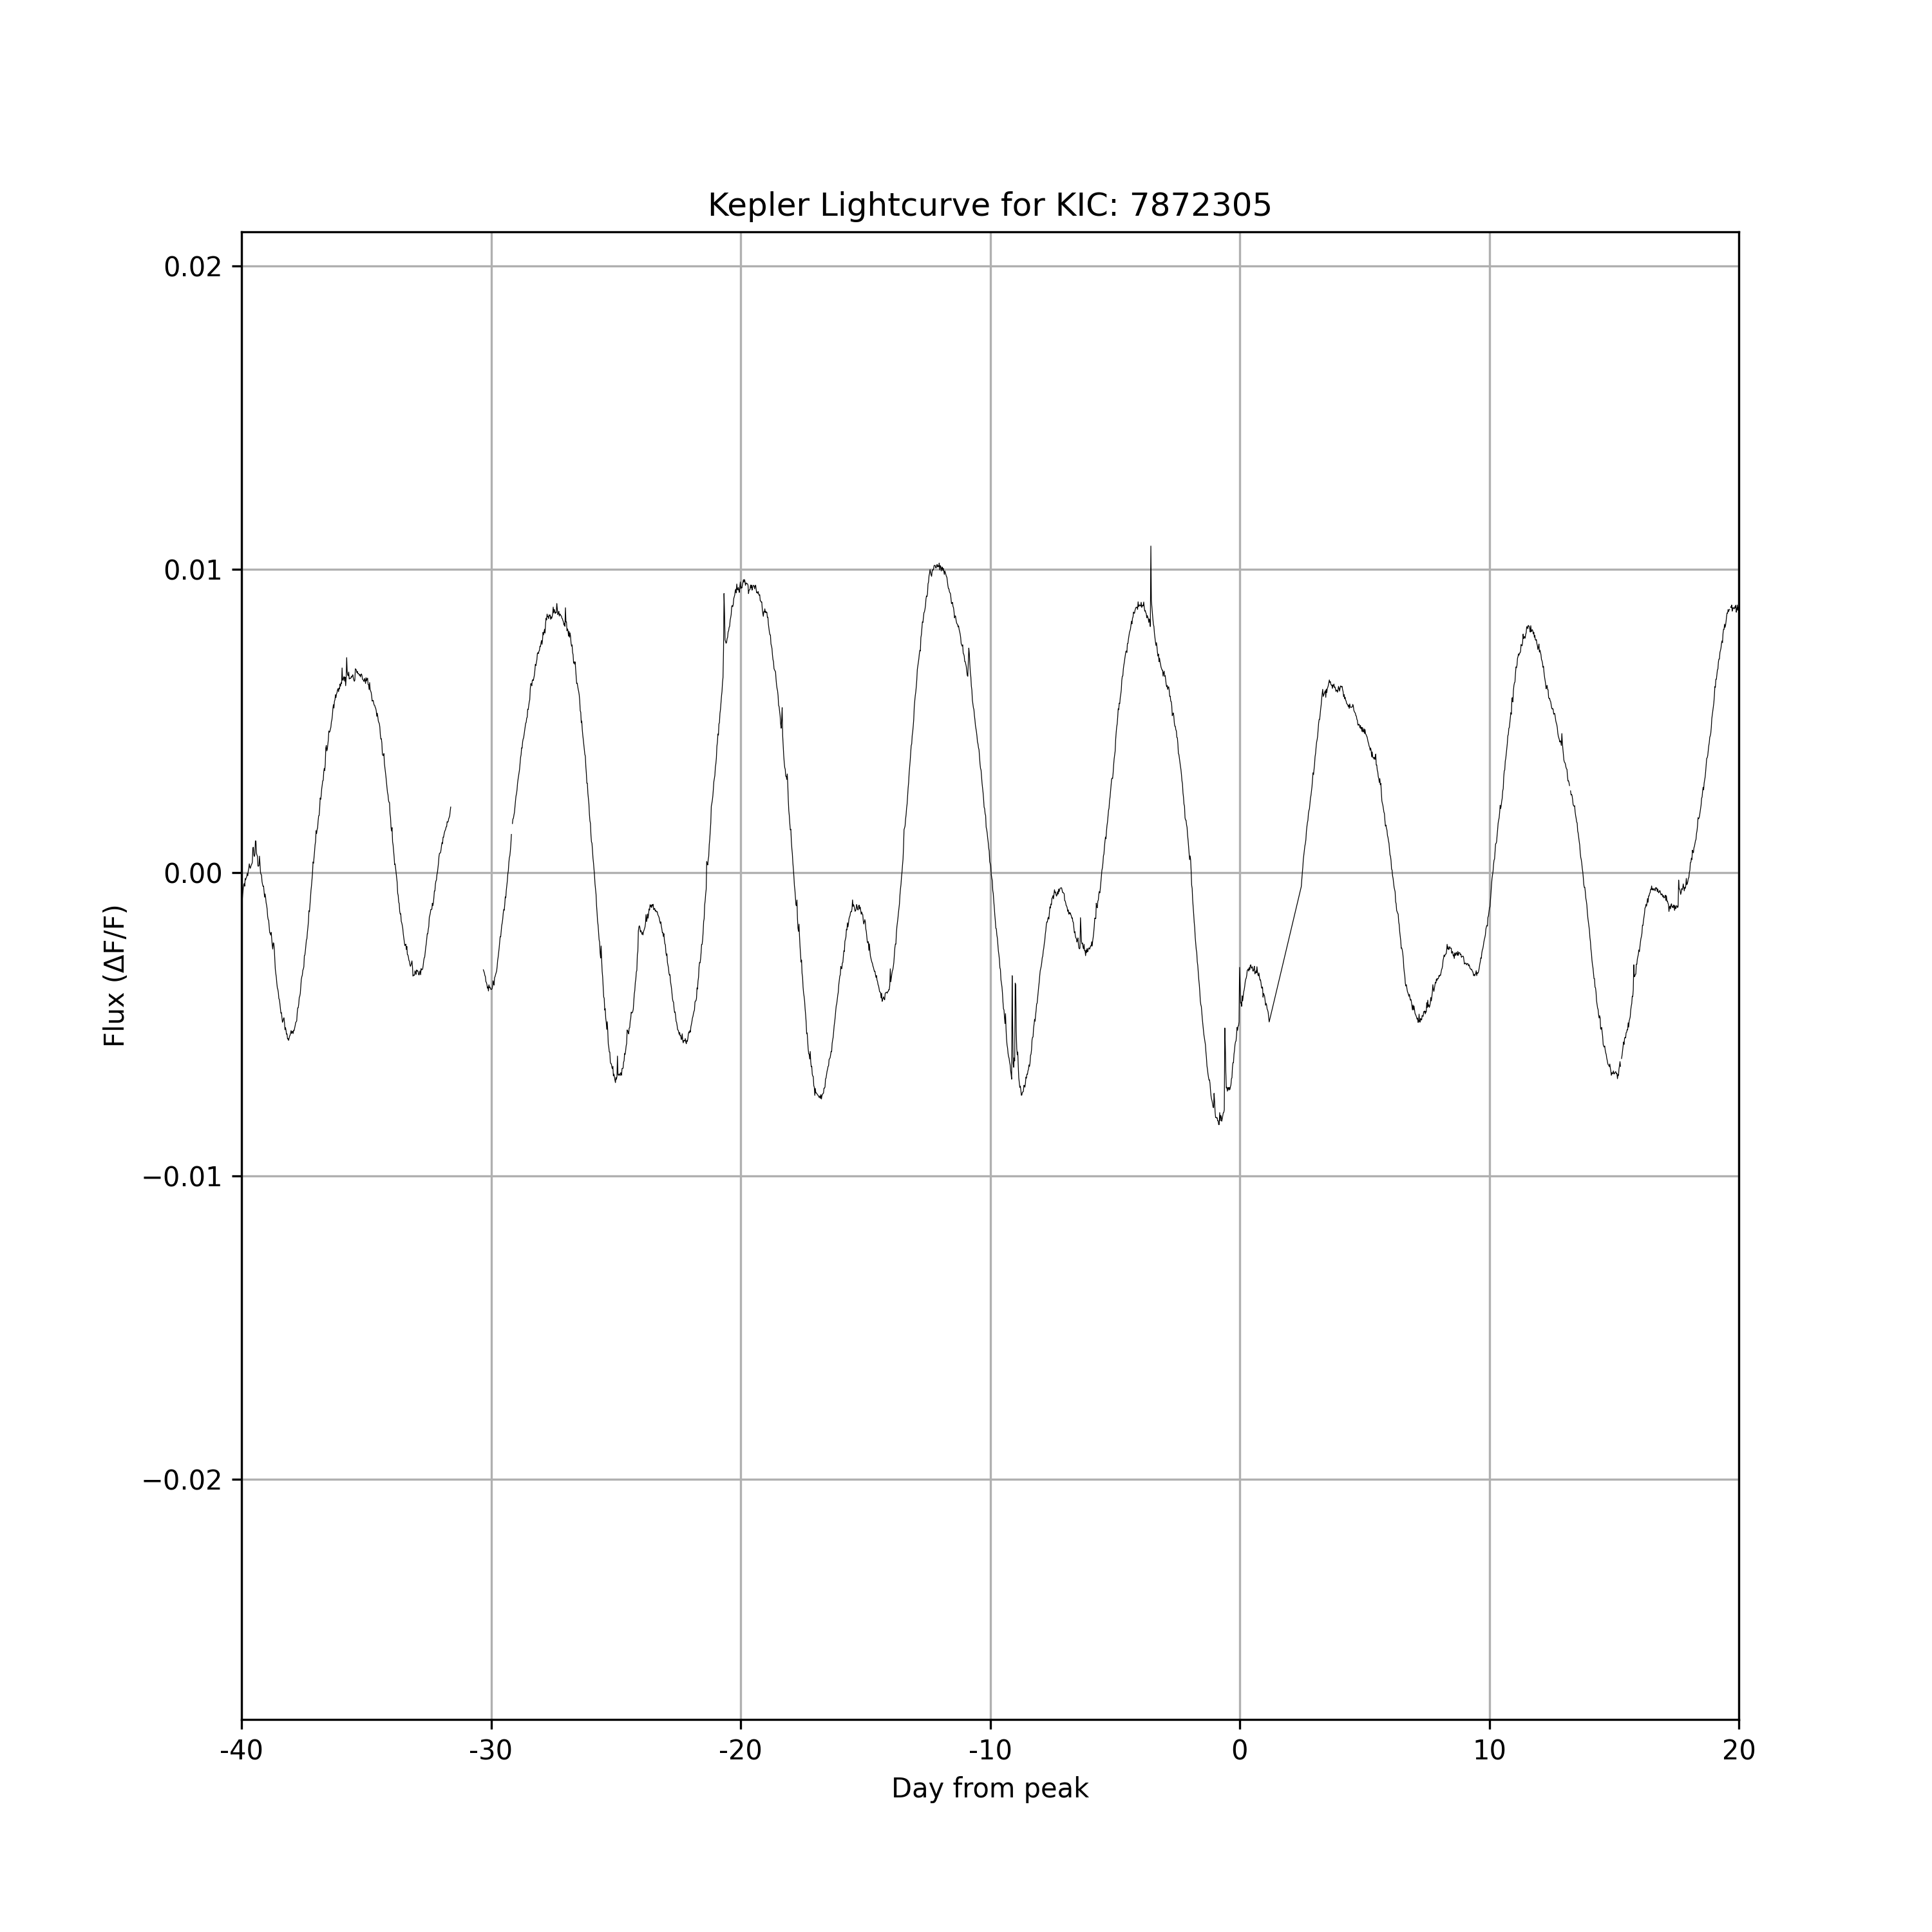 Kepler Lightcurve for KIC: 7872305
0.02
0.01
0.00
−0.01
−0.02
Flux (ΔF/F)
-40 -30 -20 -10 0 10 20
Day from peak